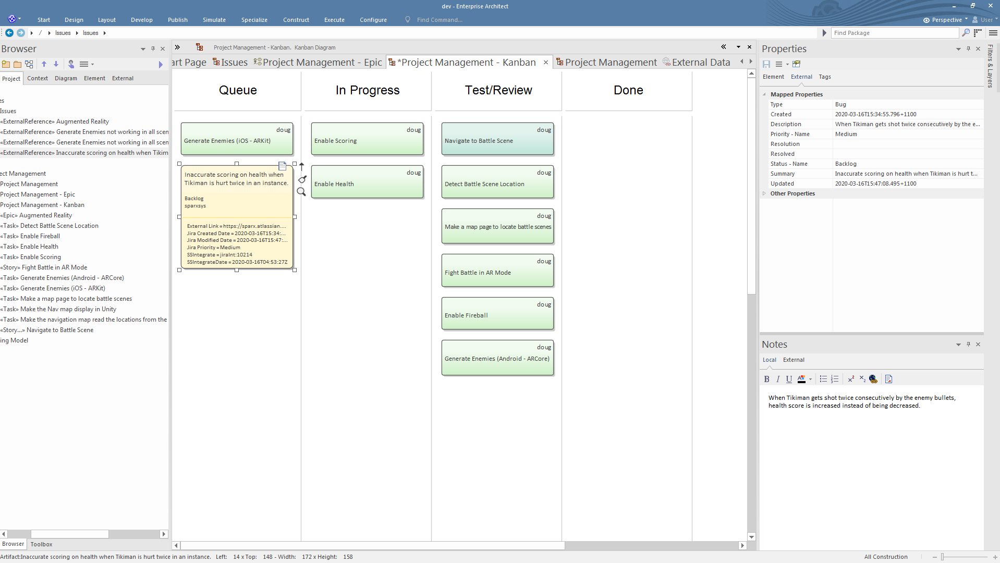 dev - Enterprise Architect
Start Design Layout Develop Publish Simulate Specialize Construct Execute Configure Find Command... Perspective User
/ Issues Issues
Find Package
Browser
Project Context Diagram Element External
es
Issues
«ExternalReference» Augmented Reality
«ExternalReference» Generate Enemies not working in all scen
«ExternalReference» Generate Enemies not working in all scen
«ExternalReference» Inaccurate scoring on health when Tikim
ect Management
Project Management
Project Management - Epic
Project Management - Kanban
«Epic» Augmented Reality
«Task» Detect Battle Scene Location
«Task» Enable Fireball
«Task» Enable Health
«Task» Enable Scoring
«Story» Fight Battle in AR Mode
«Task» Generate Enemies (Android - ARCore)
«Task» Generate Enemies (iOS - ARKit)
«Task» Make a map page to locate battle scenes
«Task» Make the Nav map display in Unity
«Task» Make the navigation map read the locations from the
«Story...» Navigate to Battle Scene
ing Model
Browser Toolbox
Project Management - Kanban. Kanban Diagram
art Page Issues Project Management - Epic *Project Management - Kanban Project Management External Data
Queue
In Progress
Test/Review
Done
doug
Generate Enemies (iOS - ARKit)
Inaccurate scoring on health when
Tikiman is hurt twice in an instance.
Backlog
sparxsys
External Link = https://sparx.atlassian....
Jira Created Date = 2020-03-16T15:34:...
Jira Modified Date = 2020-03-16T15:47:...
Jira Priority = Medium
SSIntegrate = jiraInt:10214
SSIntegrateDate = 2020-03-16T04:53:27Z
doug
Enable Scoring
doug
Enable Health
doug
Navigate to Battle Scene
doug
Detect Battle Scene Location
doug
Make a map page to locate battle scenes
doug
Fight Battle in AR Mode
doug
Enable Fireball
doug
Generate Enemies (Android - ARCore)
Properties
Element External Tags
Mapped Properties
Type Bug
Created 2020-03-16T15:34:55.796+1100
Description When Tikiman gets shot twice consecutively by the e...
Priority - Name Medium
Resolution
Resolved
Status - Name Backlog
Summary Inaccurate scoring on health when Tikiman is hurt t...
Updated 2020-03-16T15:47:08.495+1100
Other Properties
Filters & Layers
Notes
Local External
B I U A x² x₂
When Tikiman gets shot twice consecutively by the enemy bullets,
health score is increased instead of being decreased.
Artifact:Inaccurate scoring on health when Tikiman is hurt twice in an instance. Left: 14 x Top: 148 - Width: 172 x Height: 158
All Construction